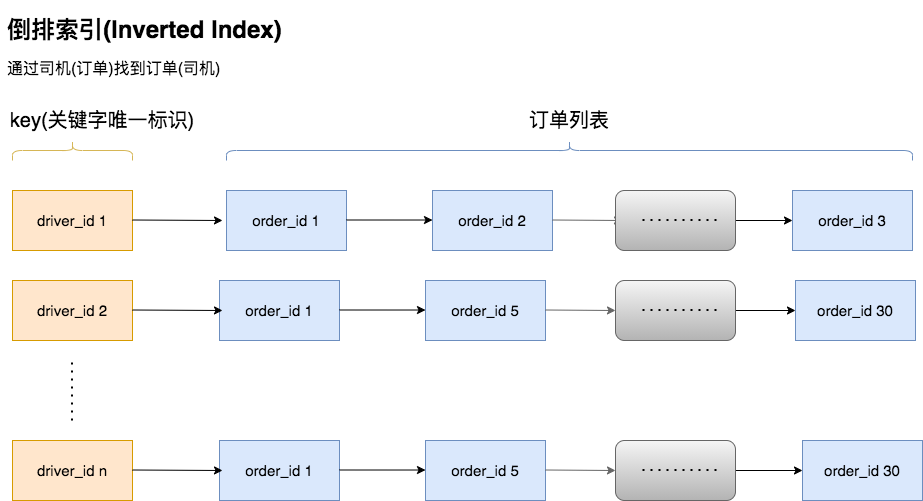 倒排索引(Inverted Index)
通过司机(订单)找到订单(司机)
key(关键字唯一标识)
订单列表
driver_id 1
order_id 1
order_id 2
··········
order_id 3
driver_id 2
order_id 1
order_id 5
··········
order_id 30
driver_id n
order_id 1
order_id 5
··········
order_id 30